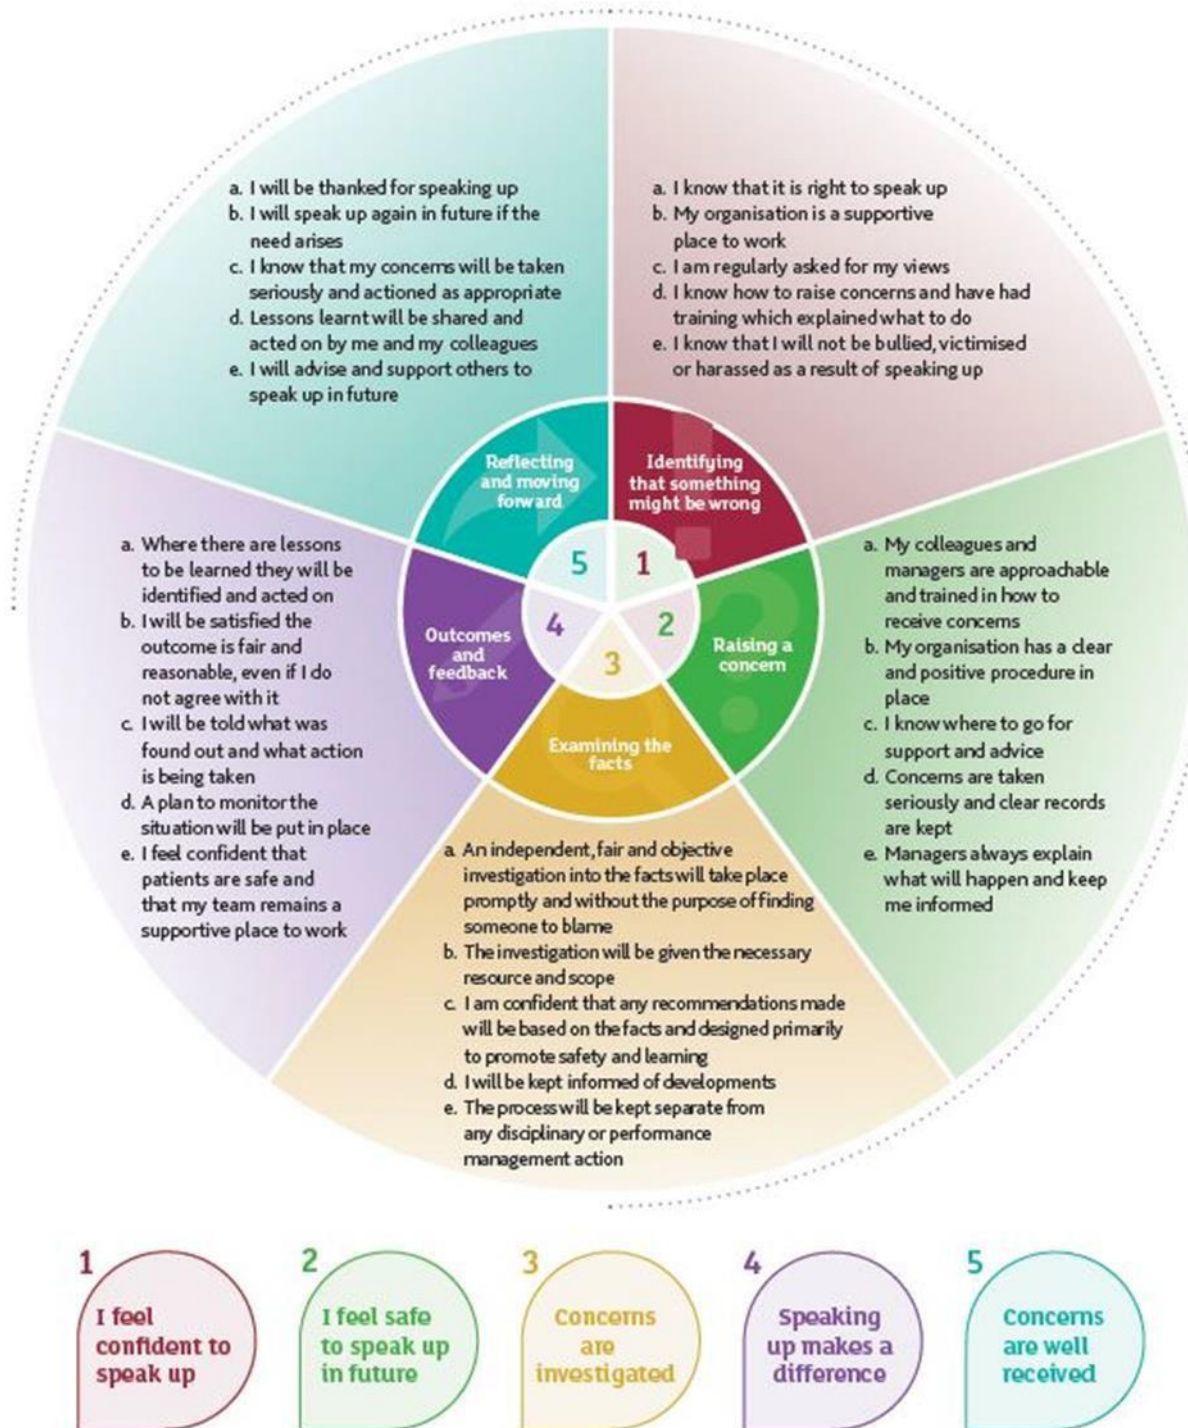 a. I will be thanked for speaking up
b. I will speak up again in future if the
need arises
c. I know that my concerns will be taken
seriously and actioned as appropriate
d. Lessons learnt will be shared and
acted on by me and my colleagues
e. I will advise and support others to
speak up in future
a. I know that it is right to speak up
b. My organisation is a supportive
place to work
c. I am regularly asked for my views
d. I know how to raise concerns and have had
training which explained what to do
e. I know that I will not be bullied, victimised
or harassed as a result of speaking up
Reflecting
and moving
forward
Identifying
that something
might be wrong
5
1
4
2
3
Outcomes
and
feedback
Raising a
concern
Examining the
facts
a. Where there are lessons
to be learned they will be
identified and acted on
b. I will be satisfied the
outcome is fair and
reasonable, even if I do
not agree with it
c. I will be told what was
found out and what action
is being taken
d. A plan to monitor the
situation will be put in place
e. I feel confident that
patients are safe and
that my team remains a
supportive place to work
a. My colleagues and
managers are approachable
and trained in how to
receive concerns
b. My organisation has a clear
and positive procedure in
place
c. I know where to go for
support and advice
d. Concerns are taken
seriously and clear records
are kept
e. Managers always explain
what will happen and keep
me informed
a. An independent, fair and objective
investigation into the facts will take place
promptly and without the purpose of finding
someone to blame
b. The investigation will be given the necessary
resource and scope
c. I am confident that any recommendations made
will be based on the facts and designed primarily
to promote safety and learning
d. I will be kept informed of developments
e. The process will be kept separate from
any disciplinary or performance
management action
1
I feel
confident to
speak up
2
I feel safe
to speak up
in future
3
Concerns
are
investigated
4
Speaking
up makes a
difference
5
Concerns
are well
received